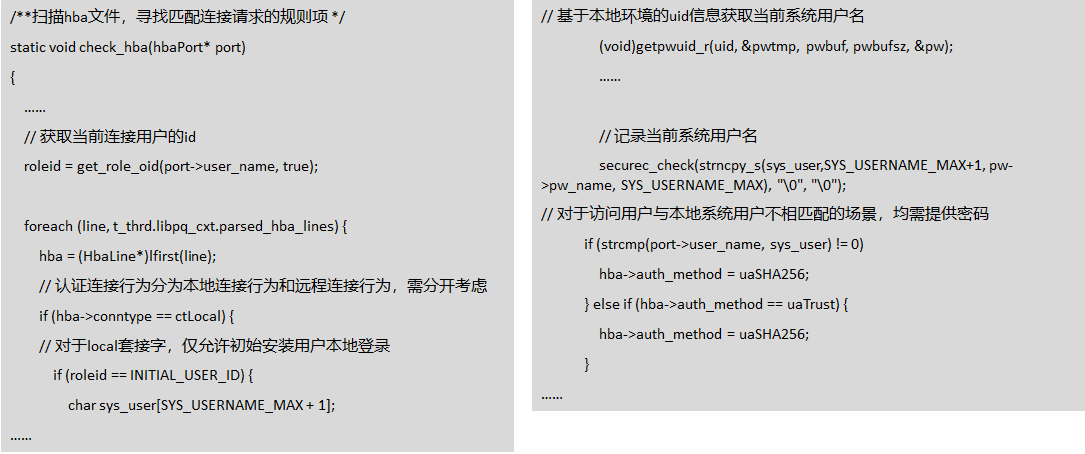 /**扫描hba文件，寻找匹配连接请求的规则项 */
static void check_hba(hbaPort* port)
{
……
// 获取当前连接用户的id
roleid = get_role_oid(port->user_name, true);
foreach (line, t_thrd.libpq_cxt.parsed_hba_lines) {
hba = (HbaLine*)lfirst(line);
// 认证连接行为分为本地连接行为和远程连接行为，需分开考虑
if (hba->conntype == ctLocal) {
// 对于local套接字，仅允许初始安装用户本地登录
if (roleid == INITIAL_USER_ID) {
char sys_user[SYS_USERNAME_MAX + 1];
……
// 基于本地环境的uid信息获取当前系统用户名
(void)getpwuid_r(uid, &pwtmp, pwbuf, pwbufsz, &pw);
……
// 记录当前系统用户名
securec_check(strncpy_s(sys_user,SYS_USERNAME_MAX+1, pw-
>pw_name, SYS_USERNAME_MAX), "\0", "\0");
// 对于访问用户与本地系统用户不相匹配的场景，均需提供密码
if (strcmp(port->user_name, sys_user) != 0)
hba->auth_method = uaSHA256;
} else if (hba->auth_method == uaTrust) {
hba->auth_method = uaSHA256;
}
……